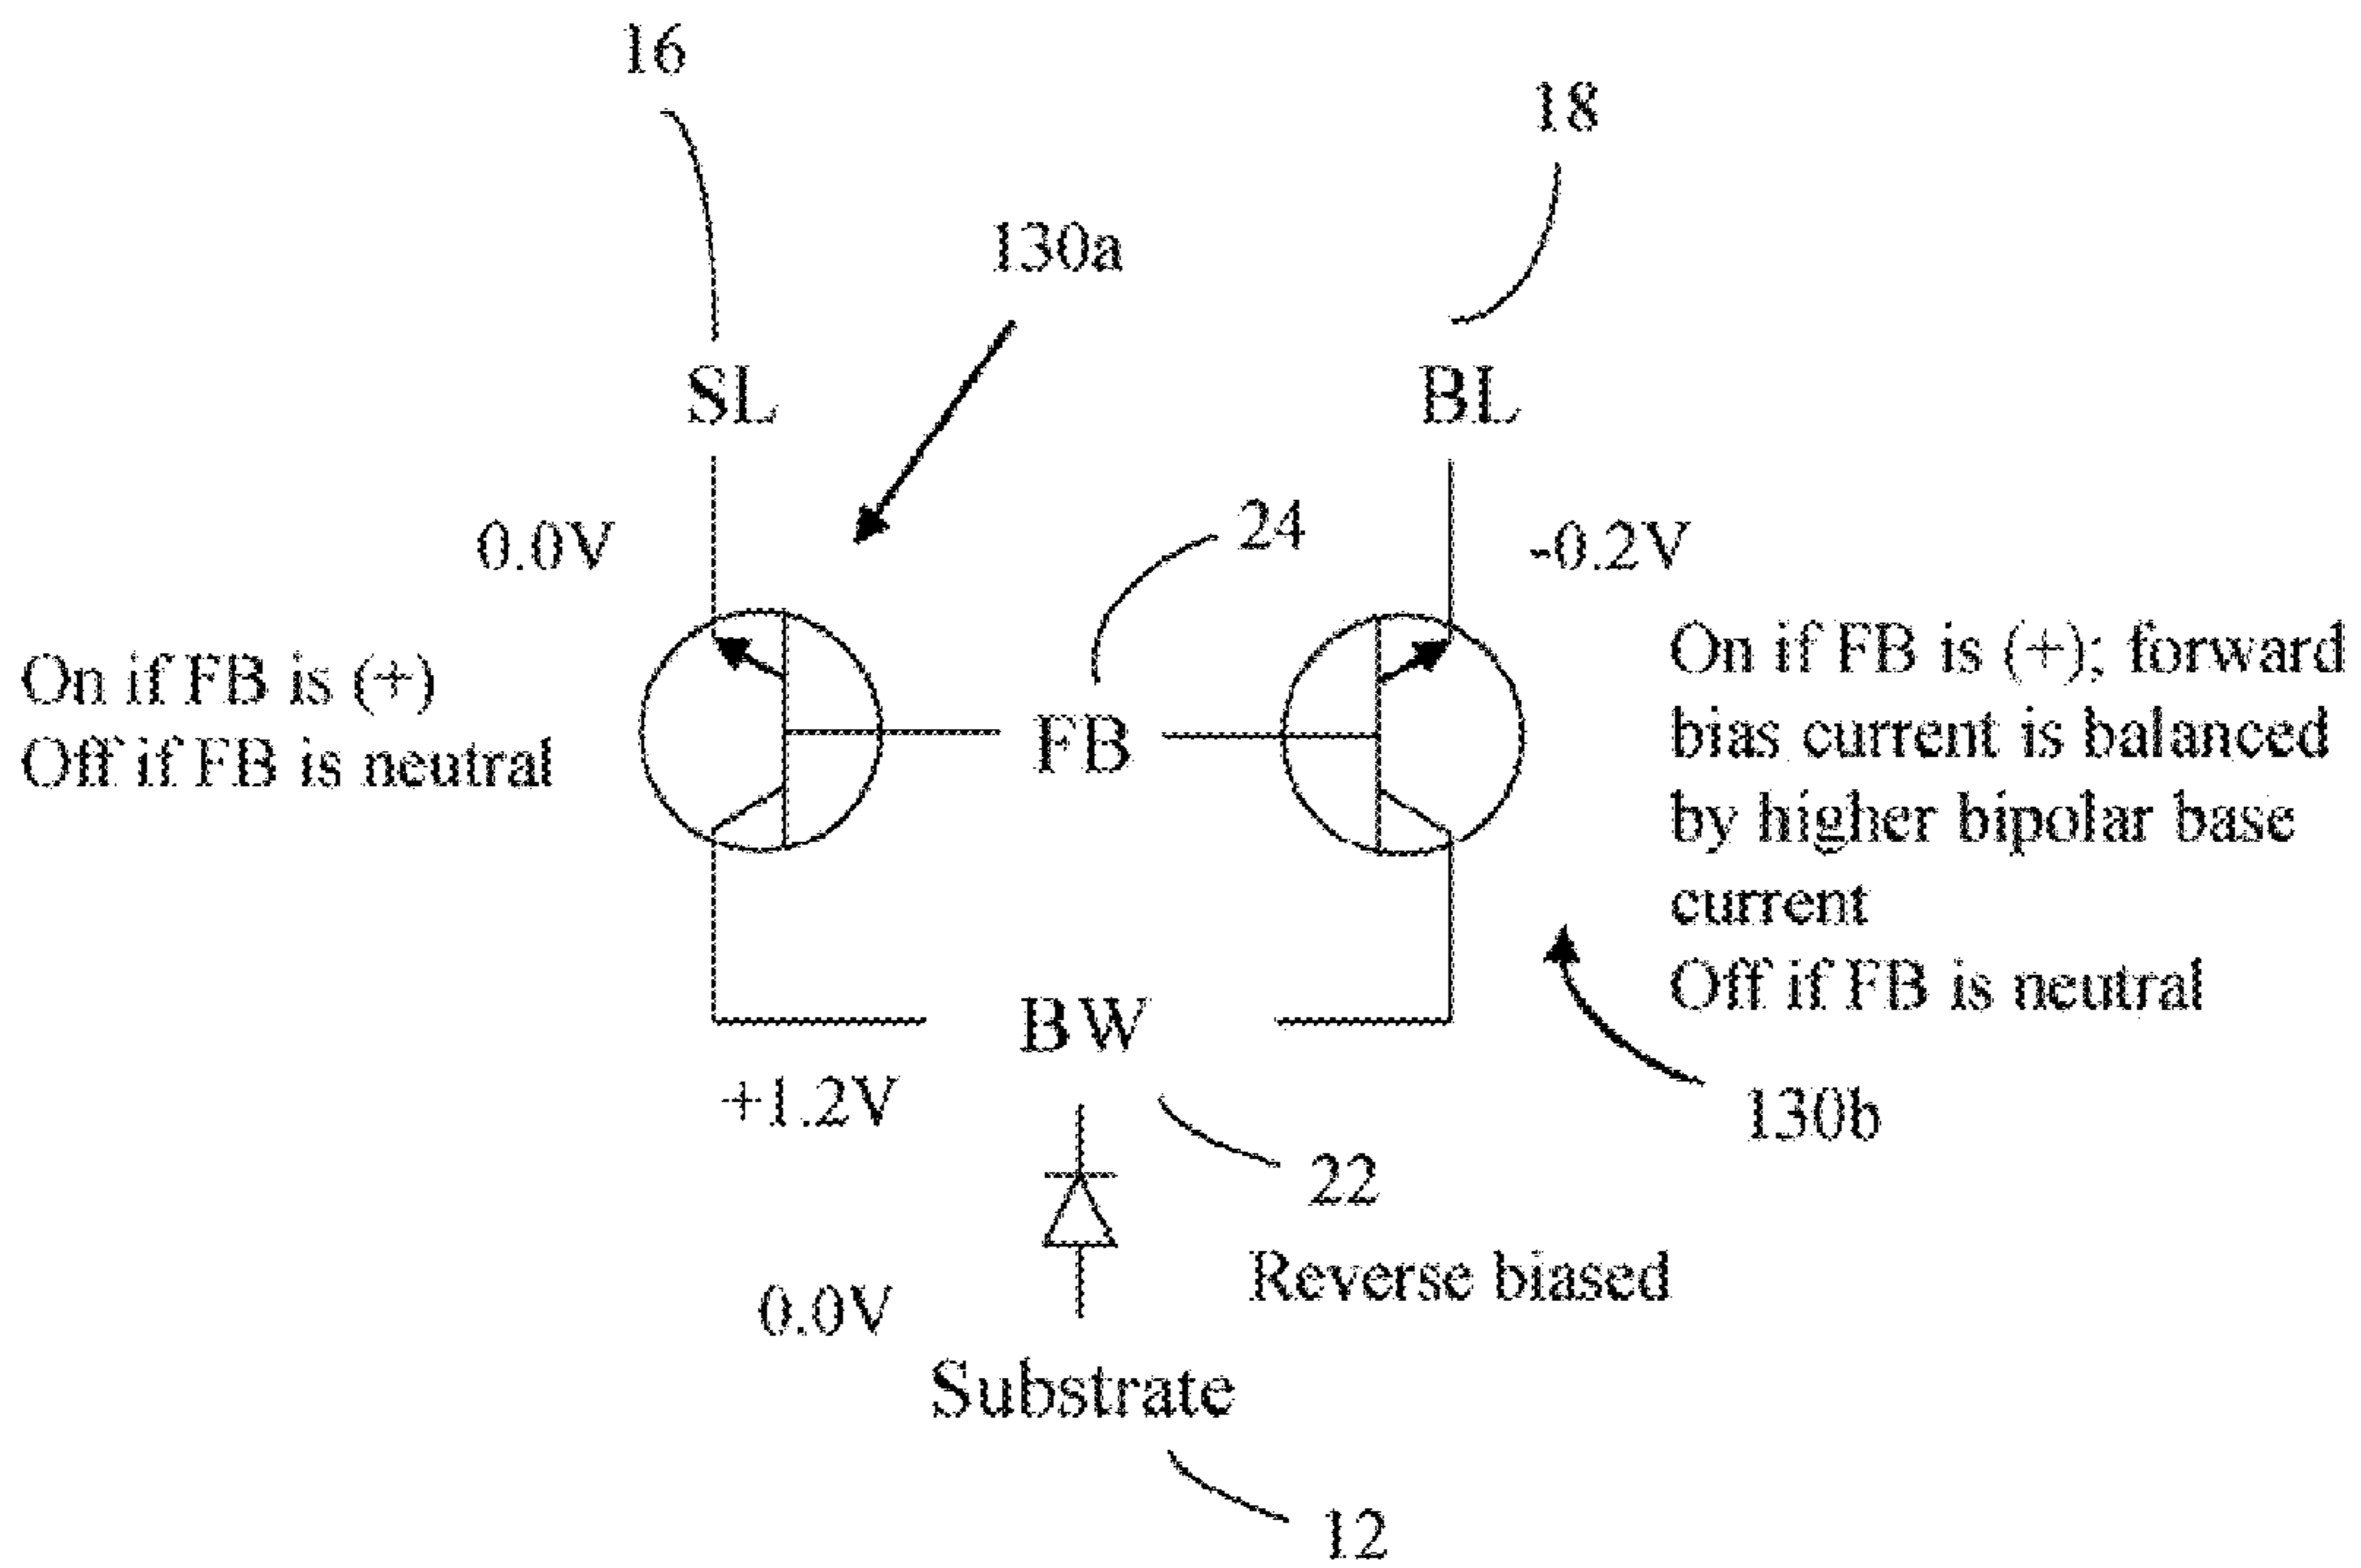 16
18
130a
SL
BL
24
0.0V
-0.2V
On if FB is (+)
Off if FB is neutral
FB
On if FB is (+); forward
bias current is balanced
by higher bipolar base
current
Off if FB is neutral
BW
+1.2V
130b
22
Reverse biased
0.0V
Substrate
12